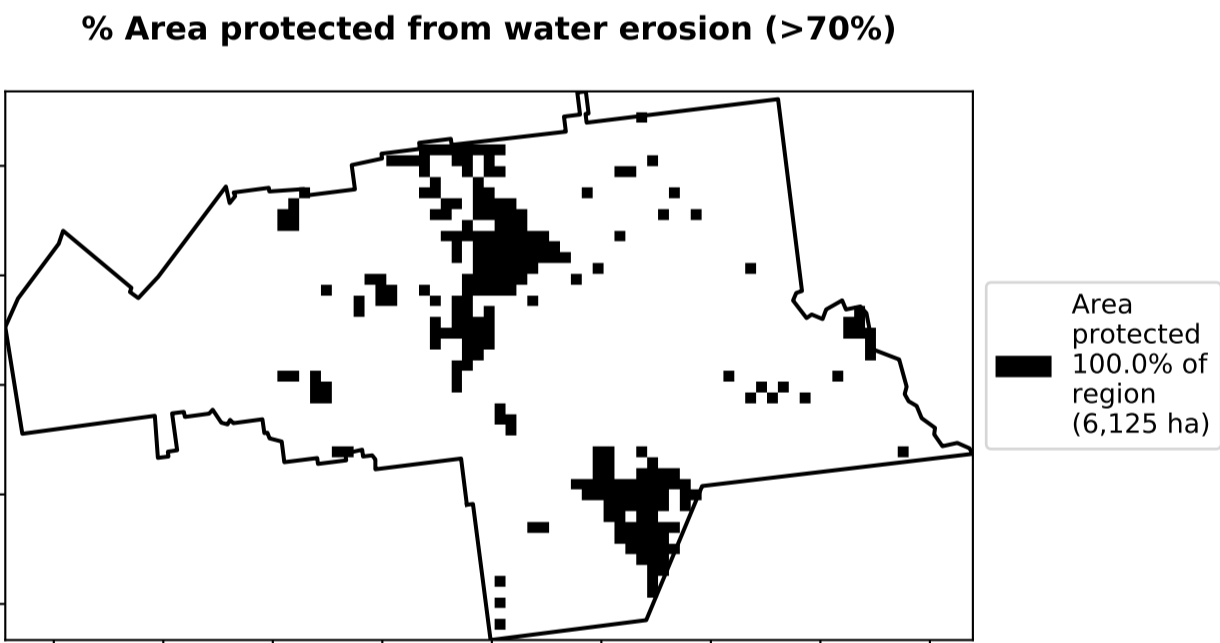 % Area protected from water erosion (>70%)
Area
protected
100.0% of
region
(6,125 ha)